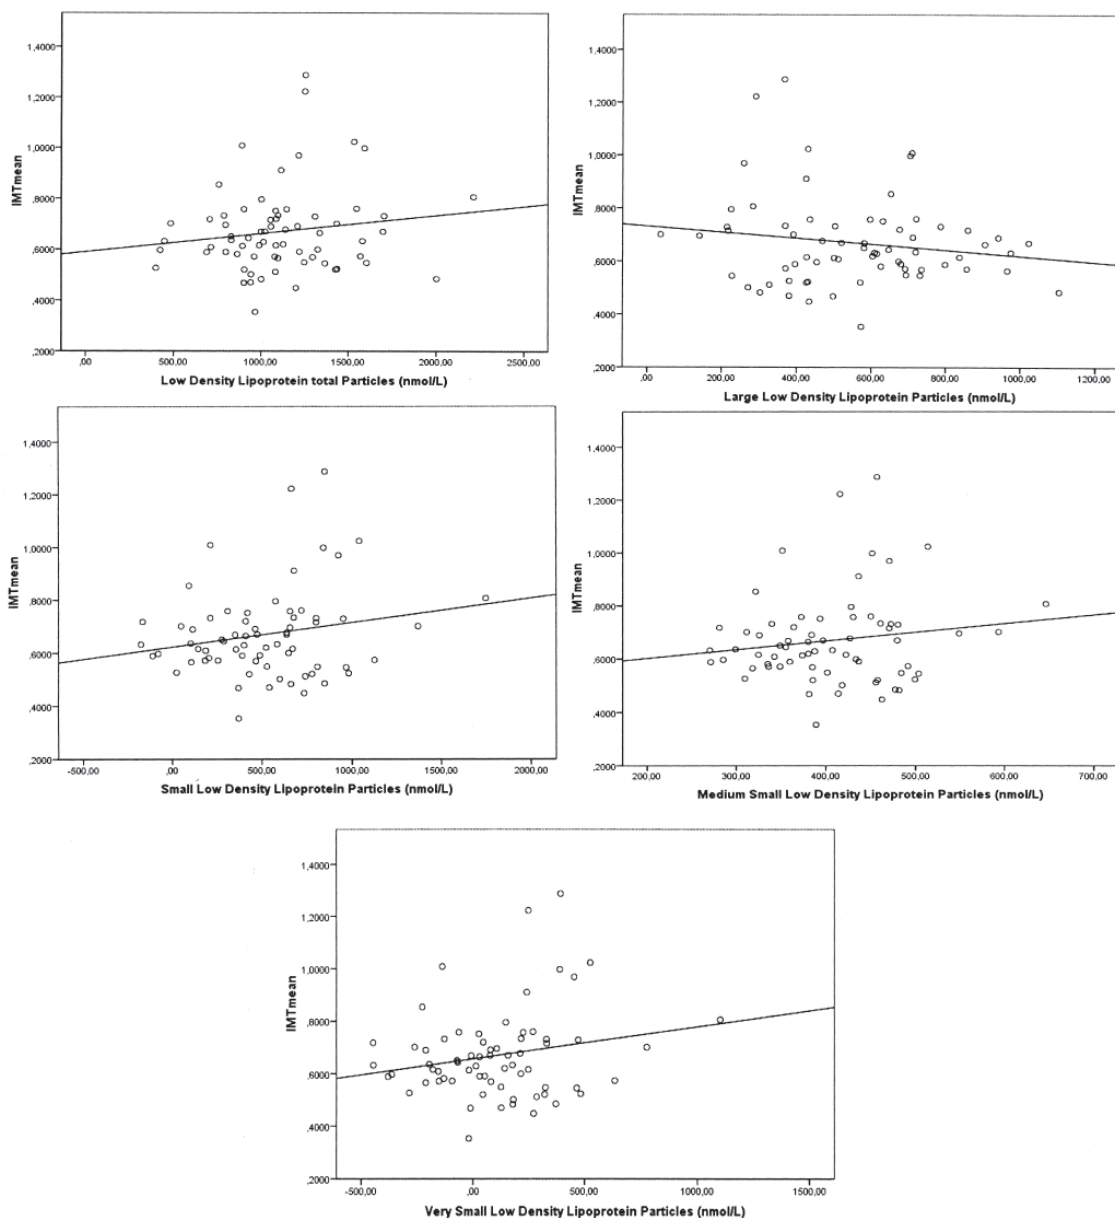 1,4000
1,2000
1,0000
,8000
,6000
,4000
,2000
IMTmean
,00 500,00 1000,00 1500,00 2000,00 2500,00
Low Density Lipoprotein total Particles (nmol/L)
1,4000
1,2000
1,0000
,8000
,6000
,4000
,2000
IMTmean
,00 200,00 400,00 600,00 800,00 1000,00 1200,00
Large Low Density Lipoprotein Particles (nmol/L)
1,4000
1,2000
1,0000
,8000
,6000
,4000
,2000
IMTmean
-500,00 ,00 500,00 1000,00 1500,00 2000,00
Small Low Density Lipoprotein Particles (nmol/L)
1,4000
1,2000
1,0000
,8000
,6000
,4000
,2000
IMTmean
200,00 300,00 400,00 500,00 600,00 700,00
Medium Small Low Density Lipoprotein Particles (nmol/L)
1,4000
1,2000
1,0000
,8000
,6000
,4000
,2000
IMTmean
-500,00 ,00 500,00 1000,00 1500,00
Very Small Low Density Lipoprotein Particles (nmol/L)